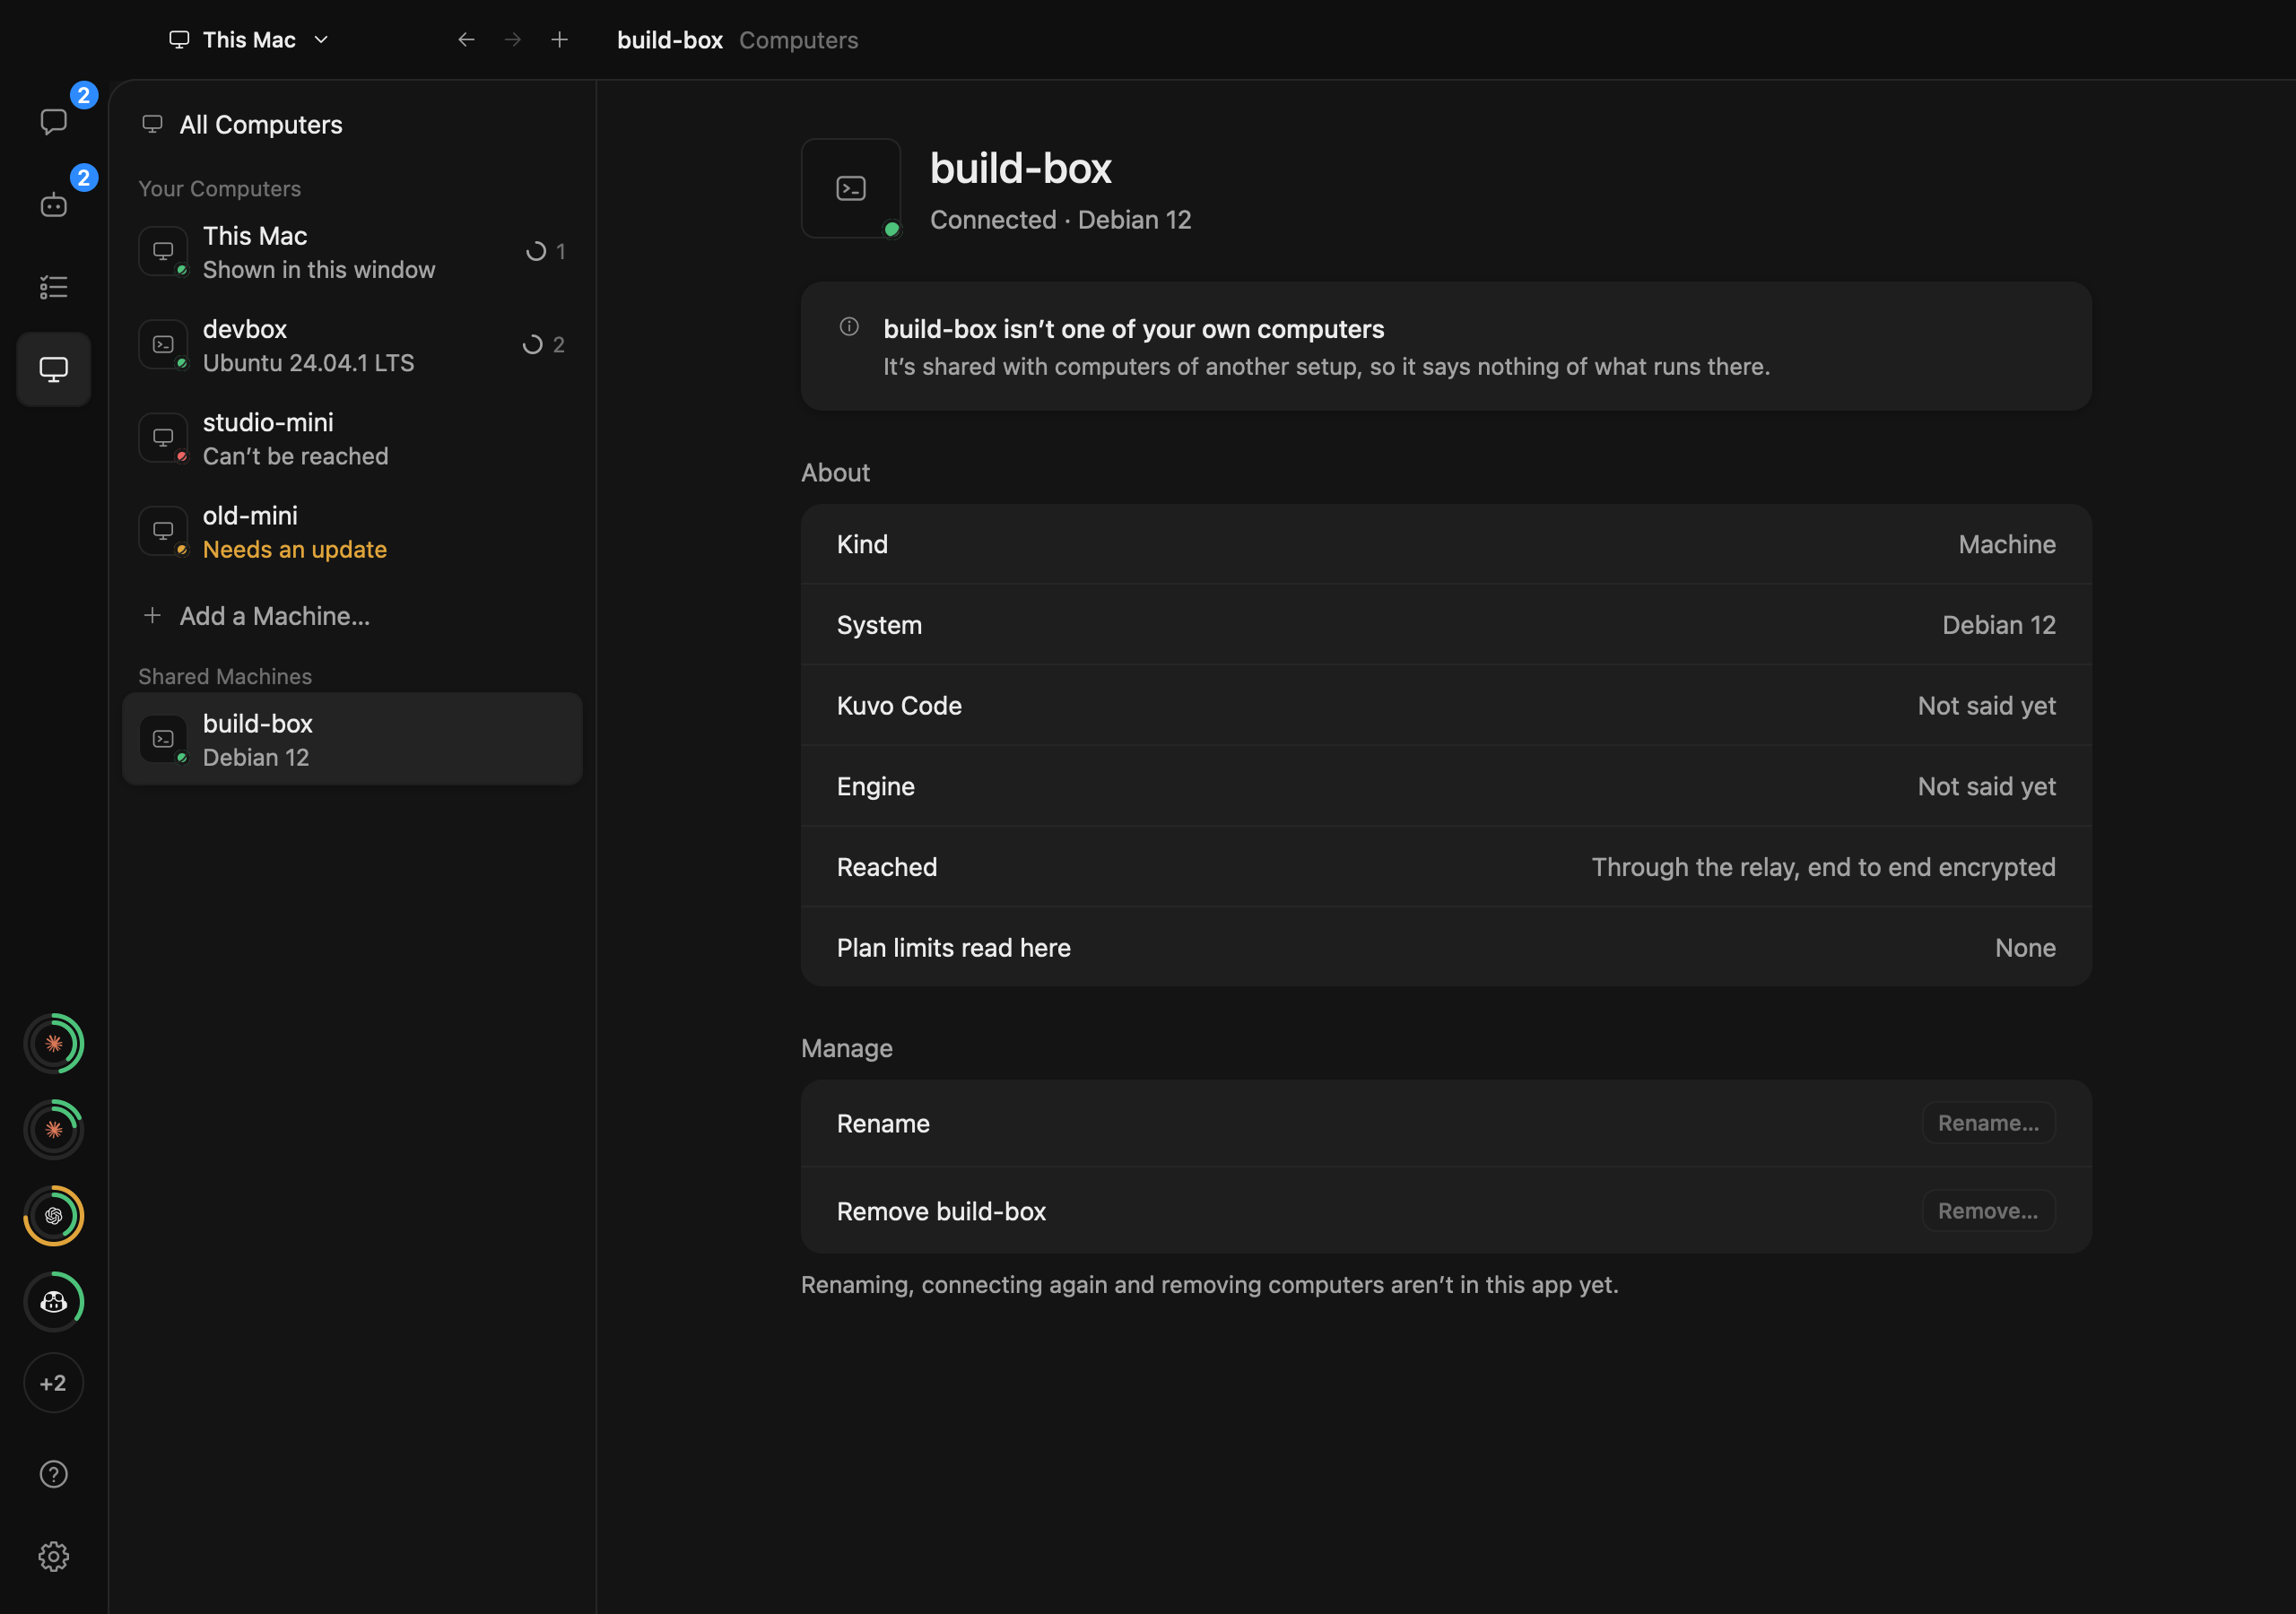 This Mac
build-box Computers
2
2
All Computers
Your Computers
This Mac
Shown in this window
1
devbox
Ubuntu 24.04.1 LTS
2
studio-mini
Can’t be reached
old-mini
Needs an update
Add a Machine...
Shared Machines
build-box
Debian 12
+2
build-box
Connected · Debian 12
build-box isn’t one of your own computers
It’s shared with computers of another setup, so it says nothing of what runs there.
About
Kind Machine
System Debian 12
Kuvo Code Not said yet
Engine Not said yet
Reached Through the relay, end to end encrypted
Plan limits read here None
Manage
Rename Rename...
Remove build-box Remove...
Renaming, connecting again and removing computers aren’t in this app yet.